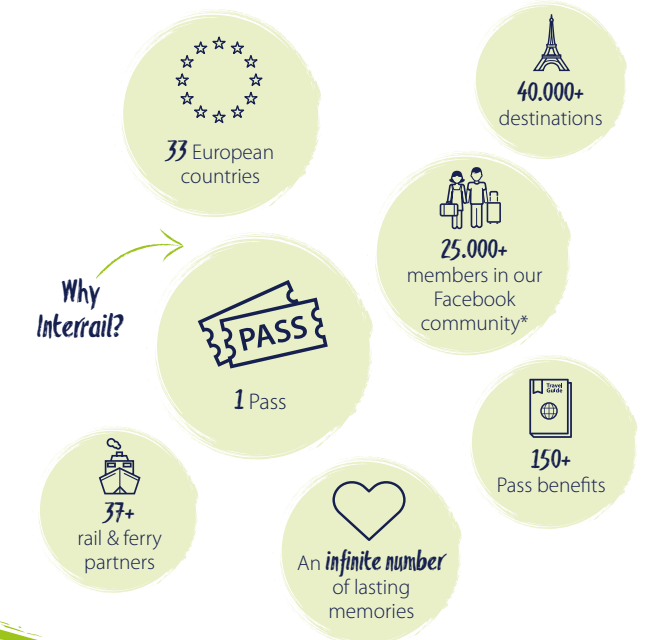 33 European
countries
40.000+
destinations
25.000+
members in our
Facebook
community*
Why
Interrail?
PASS
1 Pass
Travel
Guide
150+
Pass benefits
37+
rail & ferry
partners
An infinite number
of lasting
memories